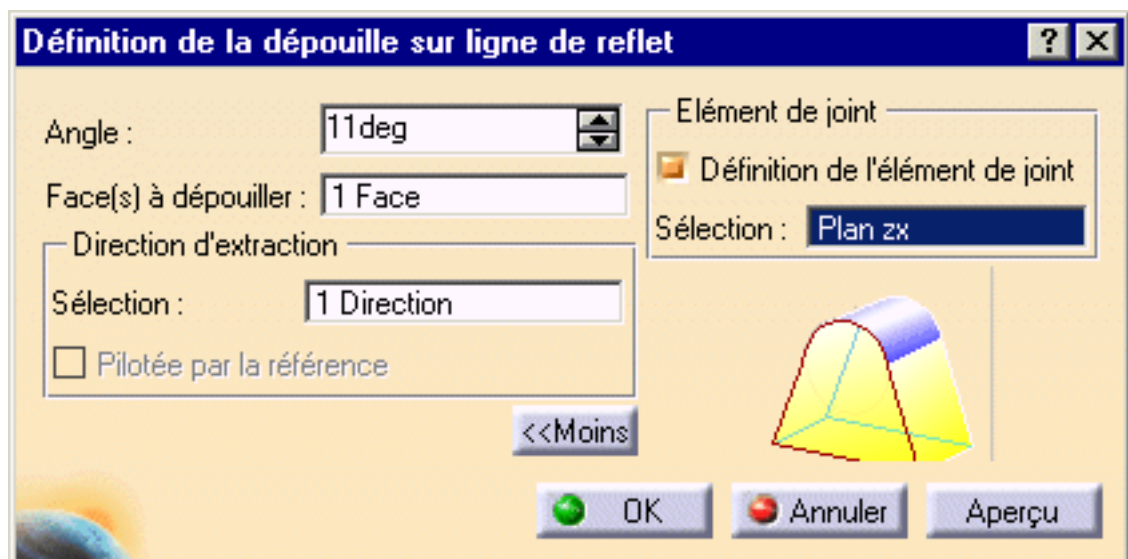 Définition de la dépouille sur ligne de reflet
? X
Angle : 11deg
Face(s) à dépouiller : 1 Face
Direction d'extraction
Sélection : 1 Direction
Pilotée par la référence
Elément de joint
Définition de l'élément de joint
Sélection : Plan zx
<<Moins
OK Annuler Aperçu